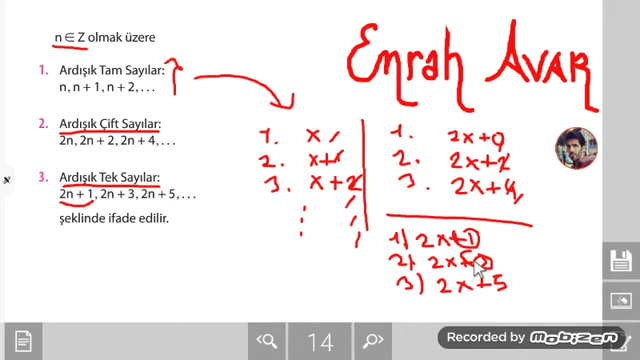 n ∈ Z olmak üzere
1. Ardışık Tam Sayılar:
n, n + 1, n + 2, . . .
2. Ardışık Çift Sayılar:
2n, 2n + 2, 2n + 4, . . .
3. Ardışık Tek Sayılar:
2n + 1, 2n + 3, 2n + 5, . . .
şeklinde ifade edilir.
Emrah AVAR
1. x
2. x+1
3. x+2
1. 2x+0
2. 2x+2
3. 2x+4
1) 2x+1
2) 2x+3
3) 2x+5
14
Recorded by
mobizen